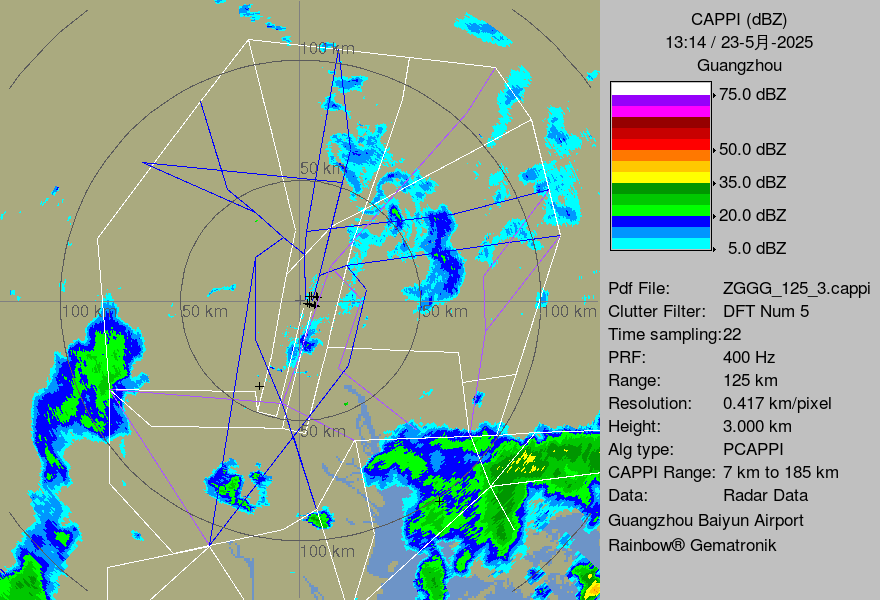 CAPPI (dBZ)
13:14 / 23-5月-2025
Guangzhou
75.0 dBZ
50.0 dBZ
35.0 dBZ
20.0 dBZ
5.0 dBZ
Pdf File: ZGGG_125_3.cappi
Clutter Filter: DFT Num 5
Time sampling:22
PRF: 400 Hz
Range: 125 km
Resolution: 0.417 km/pixel
Height: 3.000 km
Alg type: PCAPPI
CAPPI Range: 7 km to 185 km
Data: Radar Data
Guangzhou Baiyun Airport
Rainbow® Gematronik
100 km
50 km
100 km
50 km
50 km
100 km
50 km
100 km